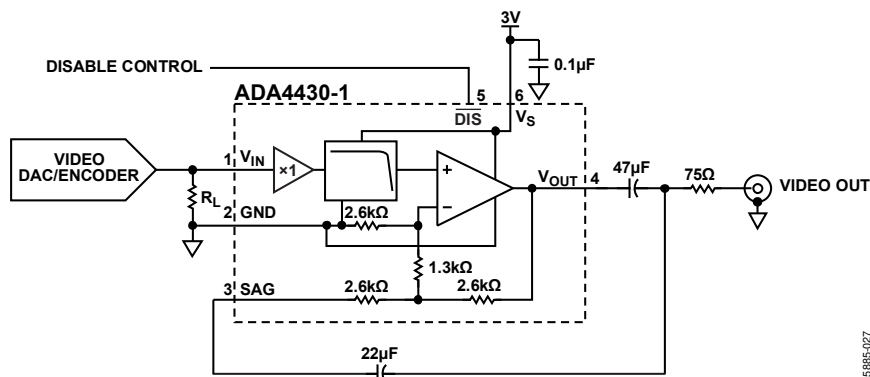 3V
DISABLE CONTROL
0.1µF
ADA4430-1
5
6
DIS
VS
VIDEO
DAC/ENCODER
1
VIN
×1
+
VOUT
4
47µF
75Ω
VIDEO OUT
RL
2
GND
2.6kΩ
–
1.3kΩ
3
SAG
2.6kΩ
2.6kΩ
22µF
5885-027